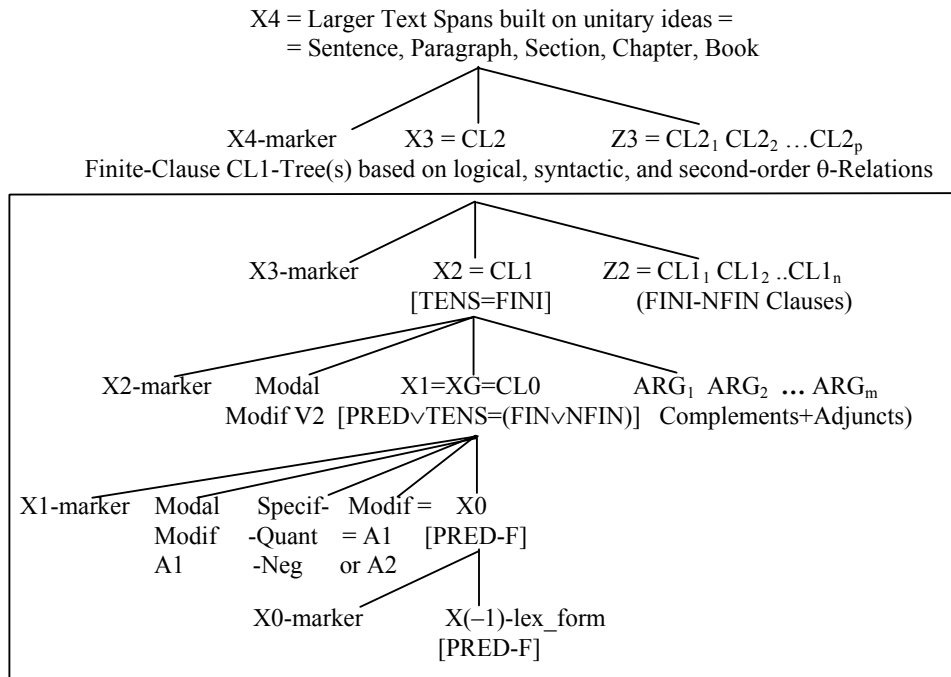 X4 = Larger Text Spans built on unitary ideas =
= Sentence, Paragraph, Section, Chapter, Book
X4-marker X3 = CL2 Z3 = CL2₁ CL2₂ …CL2ₚ
Finite-Clause CL1-Tree(s) based on logical, syntactic, and second-order θ-Relations
X3-marker X2 = CL1 Z2 = CL1₁ CL1₂ ..CL1ₙ
[TENS=FINI] (FINI-NFIN Clauses)
X2-marker Modal X1=XG=CL0 ARG₁ ARG₂ … ARGₘ
Modif V2 [PRED∨TENS=(FIN∨NFIN)] Complements+Adjuncts)
X1-marker Modal Specif- Modif = X0
Modif -Quant = A1 [PRED-F]
A1 -Neg or A2
X0-marker X(−1)-lex_form
[PRED-F]